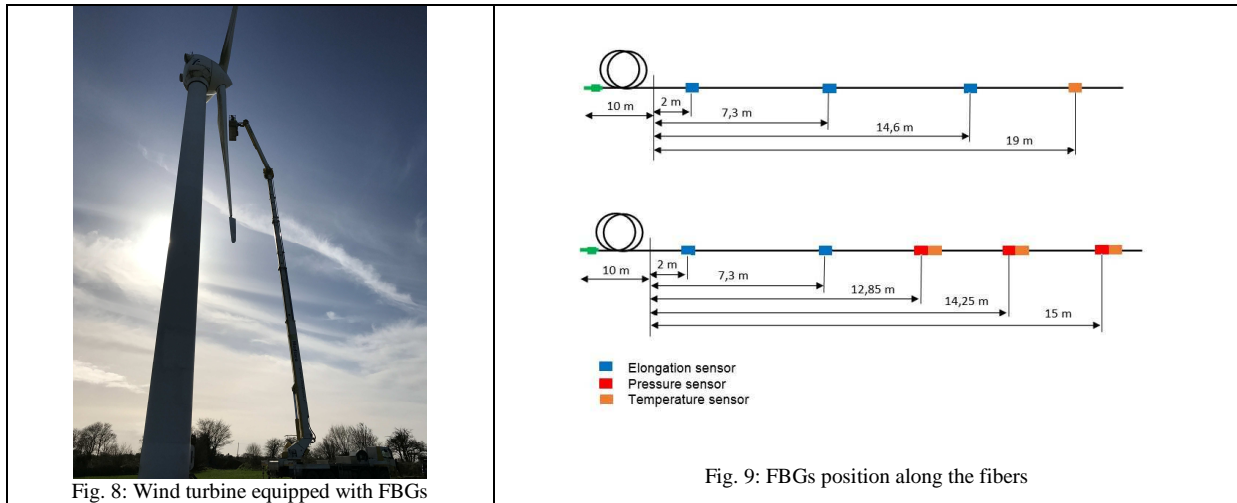 10 m
2 m
7,3 m
14,6 m
19 m
10 m
2 m
7,3 m
12,85 m
14,25 m
15 m
Elongation sensor
Pressure sensor
Temperature sensor
Fig. 8: Wind turbine equipped with FBGs
Fig. 9: FBGs position along the fibers